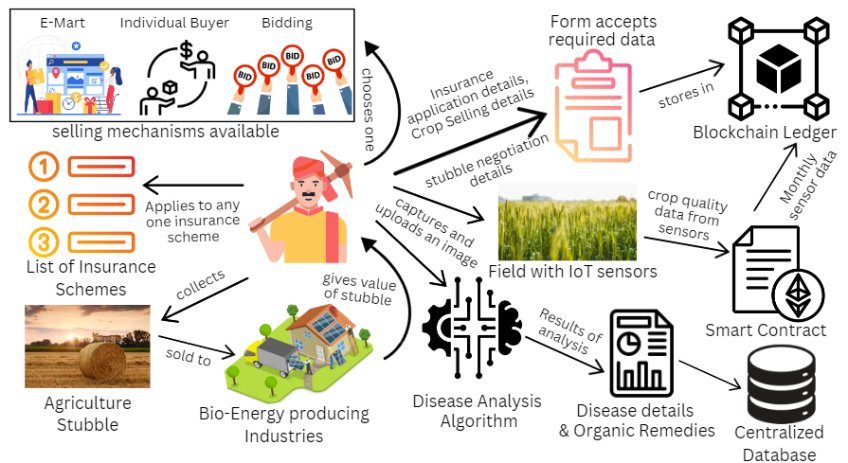 E-Mart
Individual Buyer
Bidding
BID
BID
BID
BID
BID
selling mechanisms available
chooses one
Insurance
application details,
Crop Selling details
stubble negotiation
details
Form accepts
required data
stores in
Blockchain Ledger
1
2
3
List of Insurance
Schemes
Applies to any
one insurance
scheme
captures and
uploads an image
Field with IoT sensors
crop quality
data from
sensors
Monthly
sensor data
Smart Contract
collects
gives value
of stubble
Agriculture
Stubble
sold to
Bio-Energy producing
Industries
Disease Analysis
Algorithm
Results of
analysis
Disease details
& Organic Remedies
Centralized
Database